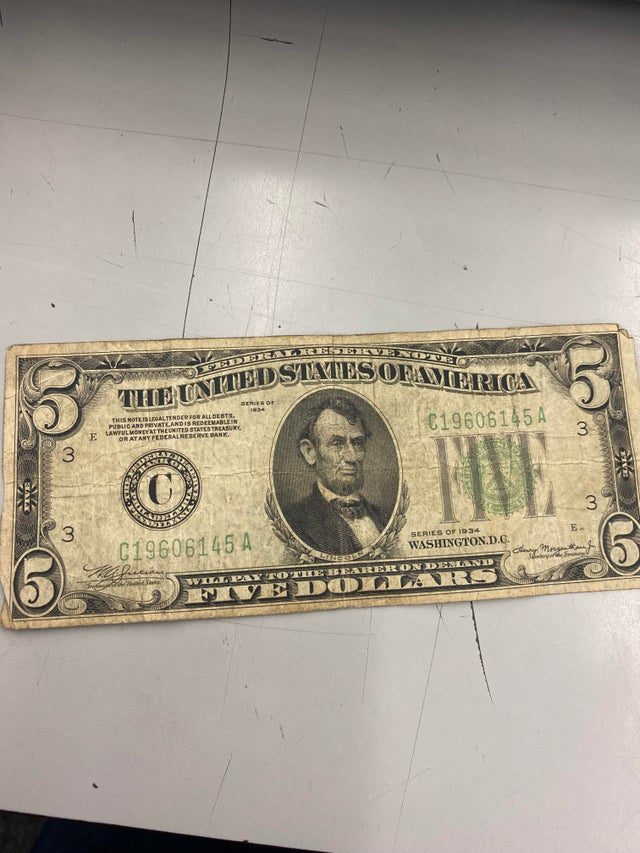 5
FEDERAL RESERVE NOTE
5
THE UNITED STATES OF AMERICA
SERIES OF
1934
THIS NOTE IS LEGAL TENDER FOR ALL DEBTS,
PUBLIC AND PRIVATE, AND IS REDEEMABLE IN
LAWFUL MONEY AT THE UNITED STATES TREASURY,
OR AT ANY FEDERAL RESERVE BANK.
E
3
C19606145A
3
C
FIVE
3
C19606145A
3
SERIES OF 1934
WASHINGTON, D.C.
E
LINCOLN
5
WILL PAY TO THE BEARER ON DEMAND
FIVE DOLLARS
5